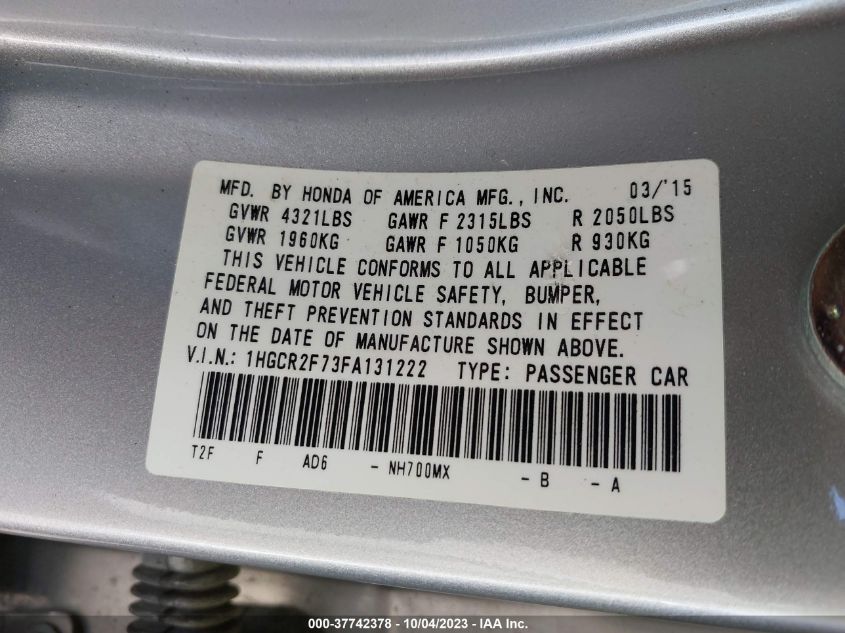 MFD. BY HONDA OF AMERICA MFG., INC. 03/'15
GVWR 4321LBS GAWR F 2315LBS R 2050LBS
GVWR 1960KG GAWR F 1050KG R 930KG
THIS VEHICLE CONFORMS TO ALL APPLICABLE
FEDERAL MOTOR VEHICLE SAFETY, BUMPER,
AND THEFT PREVENTION STANDARDS IN EFFECT
ON THE DATE OF MANUFACTURE SHOWN ABOVE.
V.I.N.: 1HGCR2F73FA131222 TYPE: PASSENGER CAR
T2F F AD6 - NH700MX - B - A
000-37742378 - 10/04/2023 - IAA Inc.